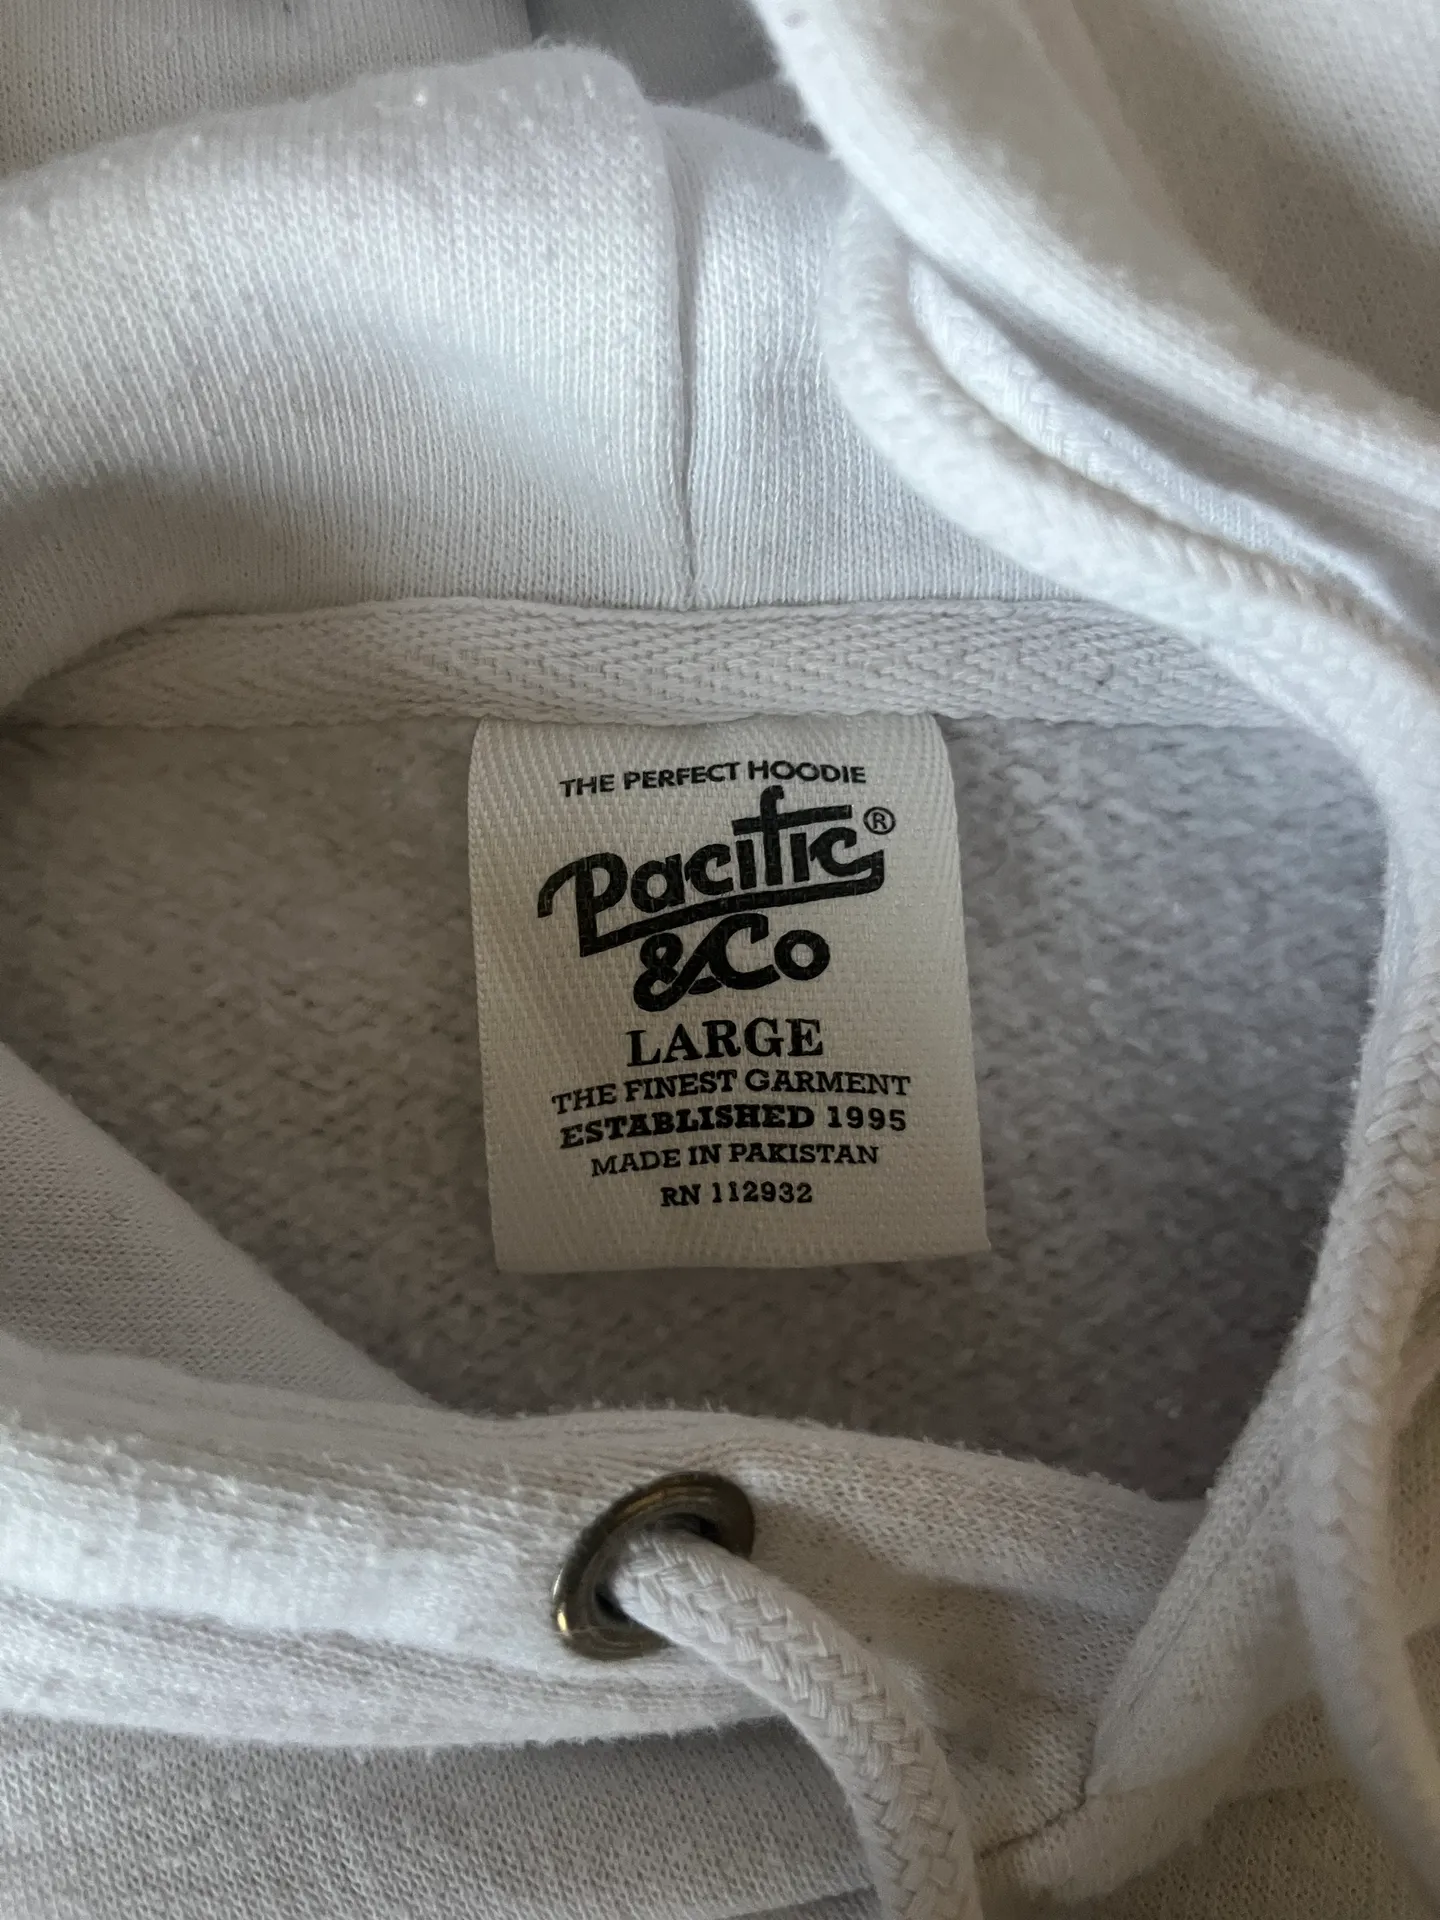 THE PERFECT HOODIE
Pacific®
&Co
LARGE
THE FINEST GARMENT
ESTABLISHED 1995
MADE IN PAKISTAN
RN 112932